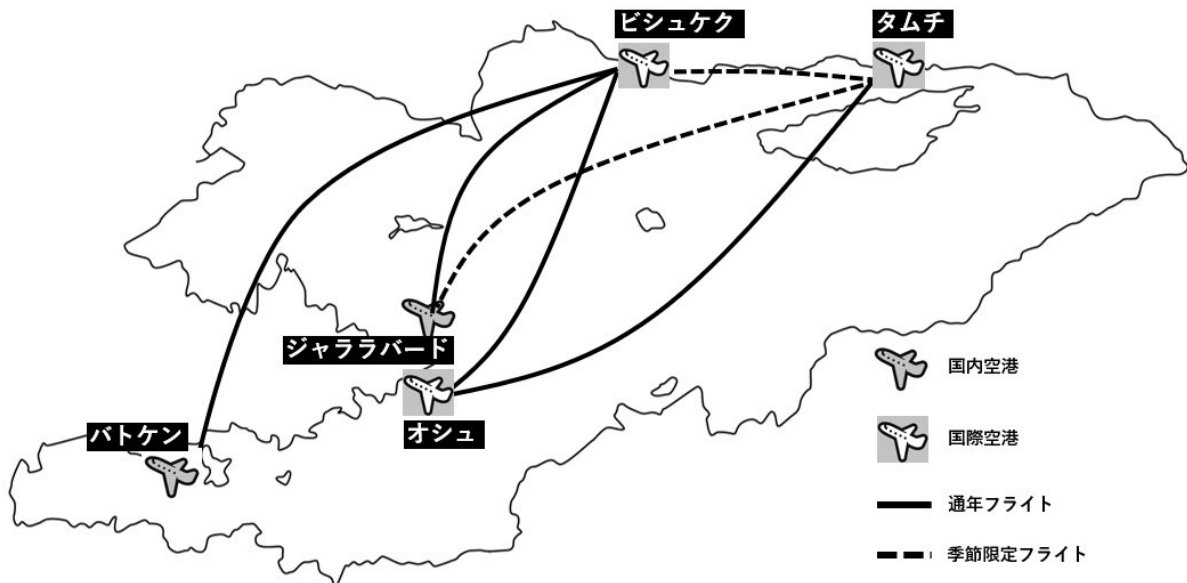 ビシュケク
タムチ
ジャララバード
オシュ
バトケン
国内空港
国際空港
通年フライト
季節限定フライト